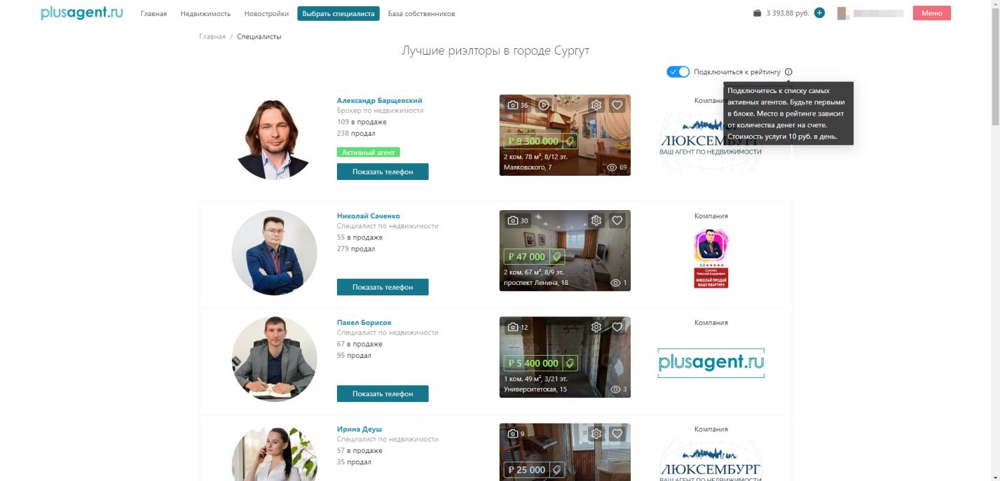 plusagent.ru
Главная Недвижимость Новостройки Выбрать специалиста База собственников 3 393,88 руб. Меню
Главная / Специалисты
Лучшие риэлторы в городе Сургут
Подключиться к рейтингу
Подключитесь к списку самых
активных агентов. Будьте первыми
в блоке. Место в рейтинге зависит
от количества денег на счете.
Стоимость услуги 10 руб. в день.
Александр Барщевский
Брокер по недвижимости
109 в продаже
238 продал
Активный агент
Показать телефон
36
₽ 9 300 000
2 ком. 78 м², 8/12 эт.
Маяковского, 7
69
ЛЮКСЕМБУРГ
ВАШ АГЕНТ ПО НЕДВИЖИМОСТИ
Николай Саченко
Специалист по недвижимости
55 в продаже
279 продал
Показать телефон
30
₽ 47 000
2 ком. 67 м², 8/9 эт.
проспект Ленина, 18
1
Компания
5,0 ★★★★★
НИКОЛАЙ ПРОДАЙ
НАШУ КВАРТИРУ
Павел Борисов
Специалист по недвижимости
67 в продаже
95 продал
Показать телефон
12
₽ 5 400 000
1 ком. 49 м², 3/21 эт.
Университетская, 15
3
Компания
plusagent.ru
Ирина Деуш
Специалист по недвижимости
57 в продаже
35 продал
9
₽ 25 000
Компания
ЛЮКСЕМБУРГ
ВАШ АГЕНТ ПО НЕДВИЖИМОСТИ